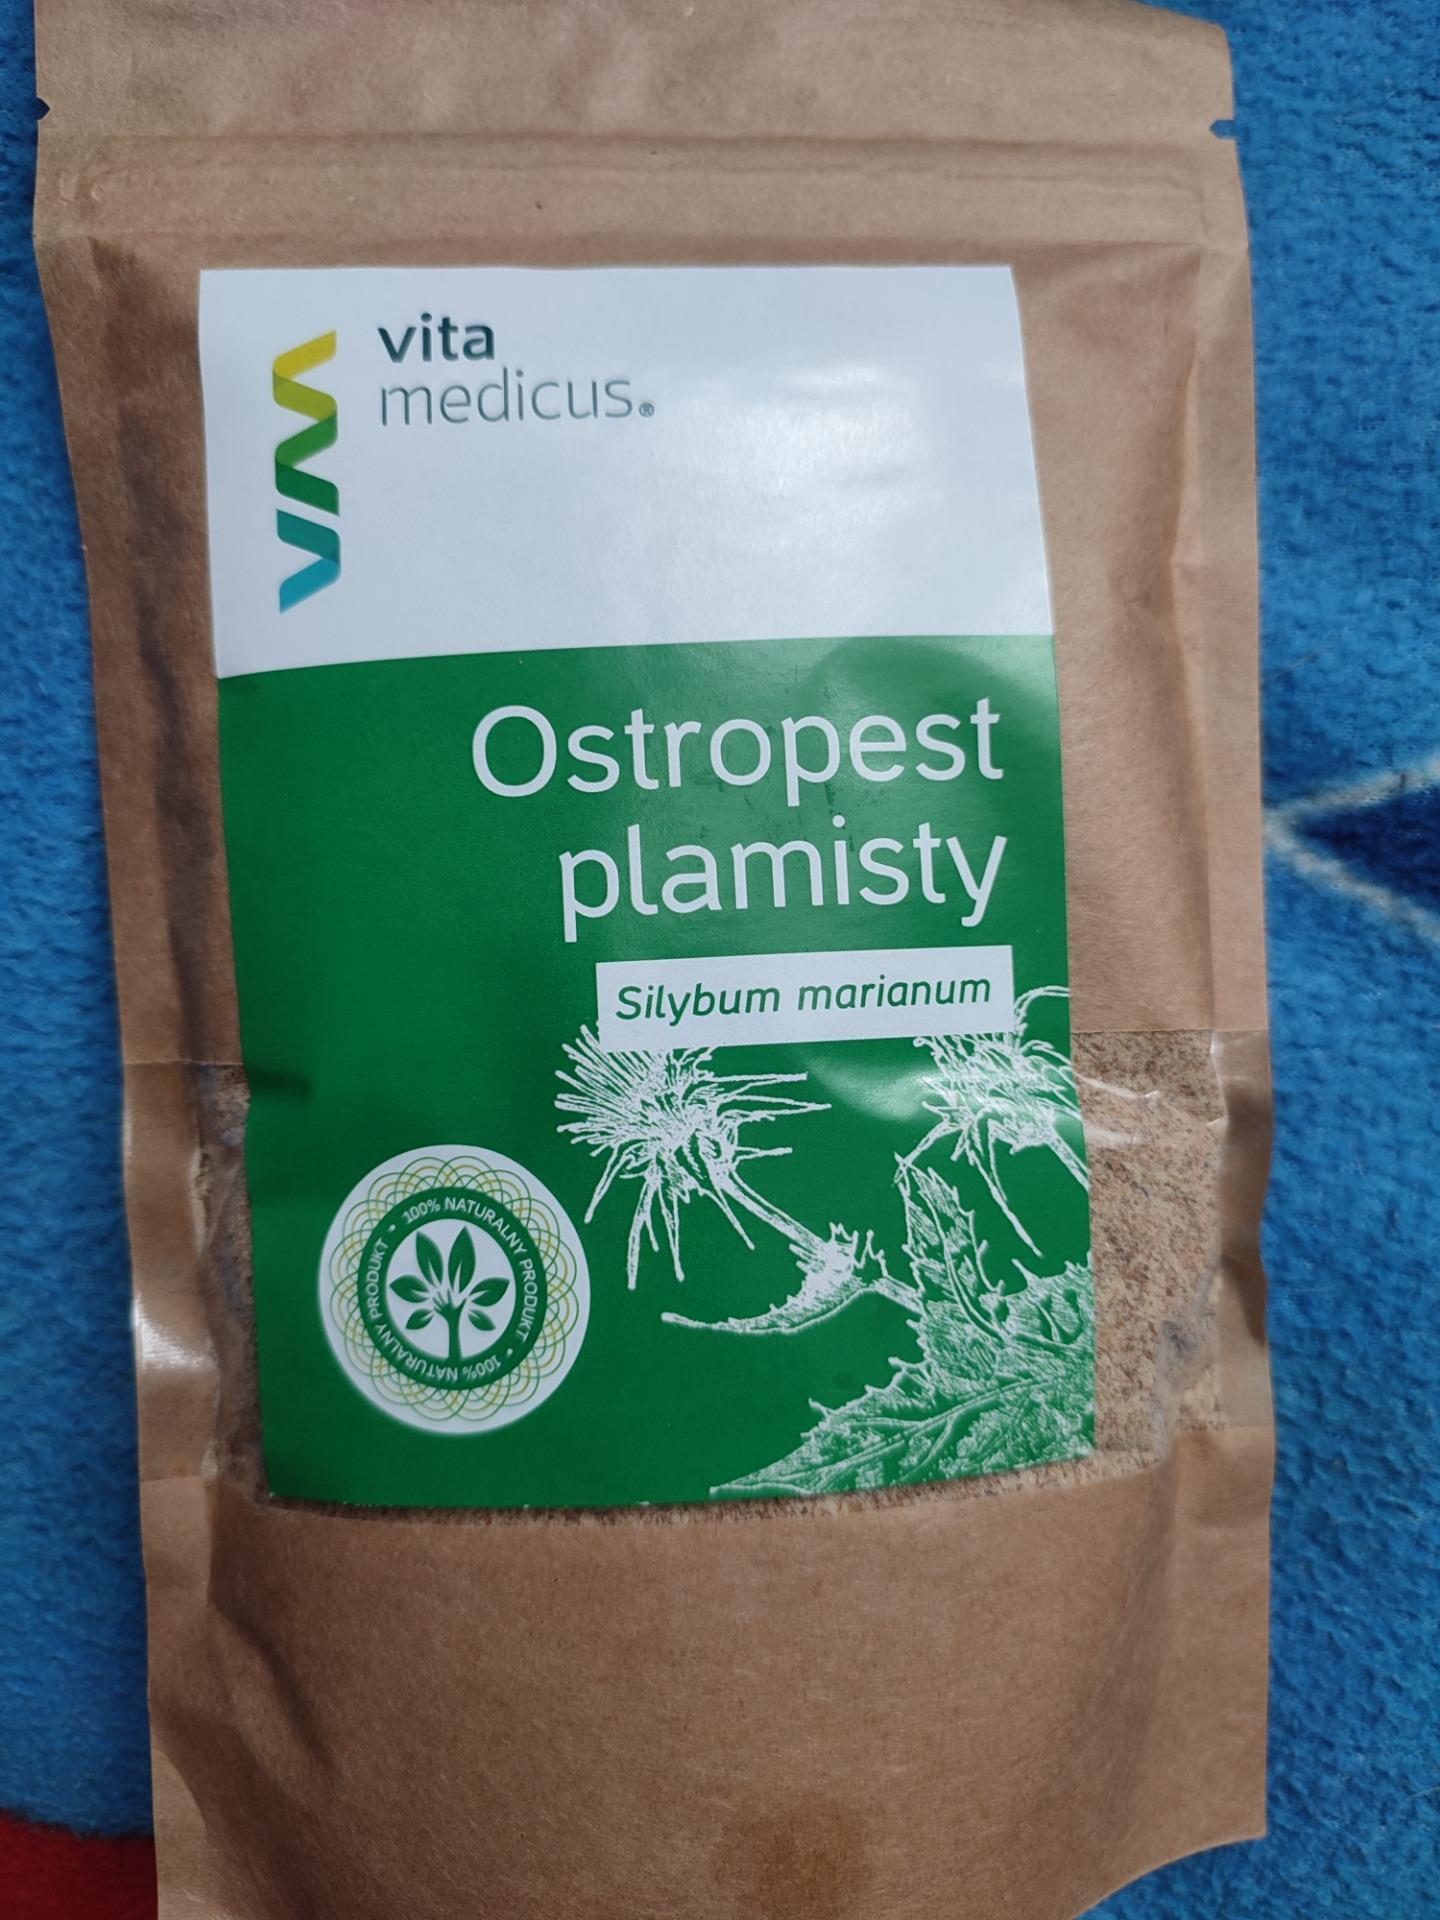 vita
medicus®
Ostropest
plamisty
Silybum marianum
100% NATURALNY PRODUKT • 100% NATURALNY PRODUKT •